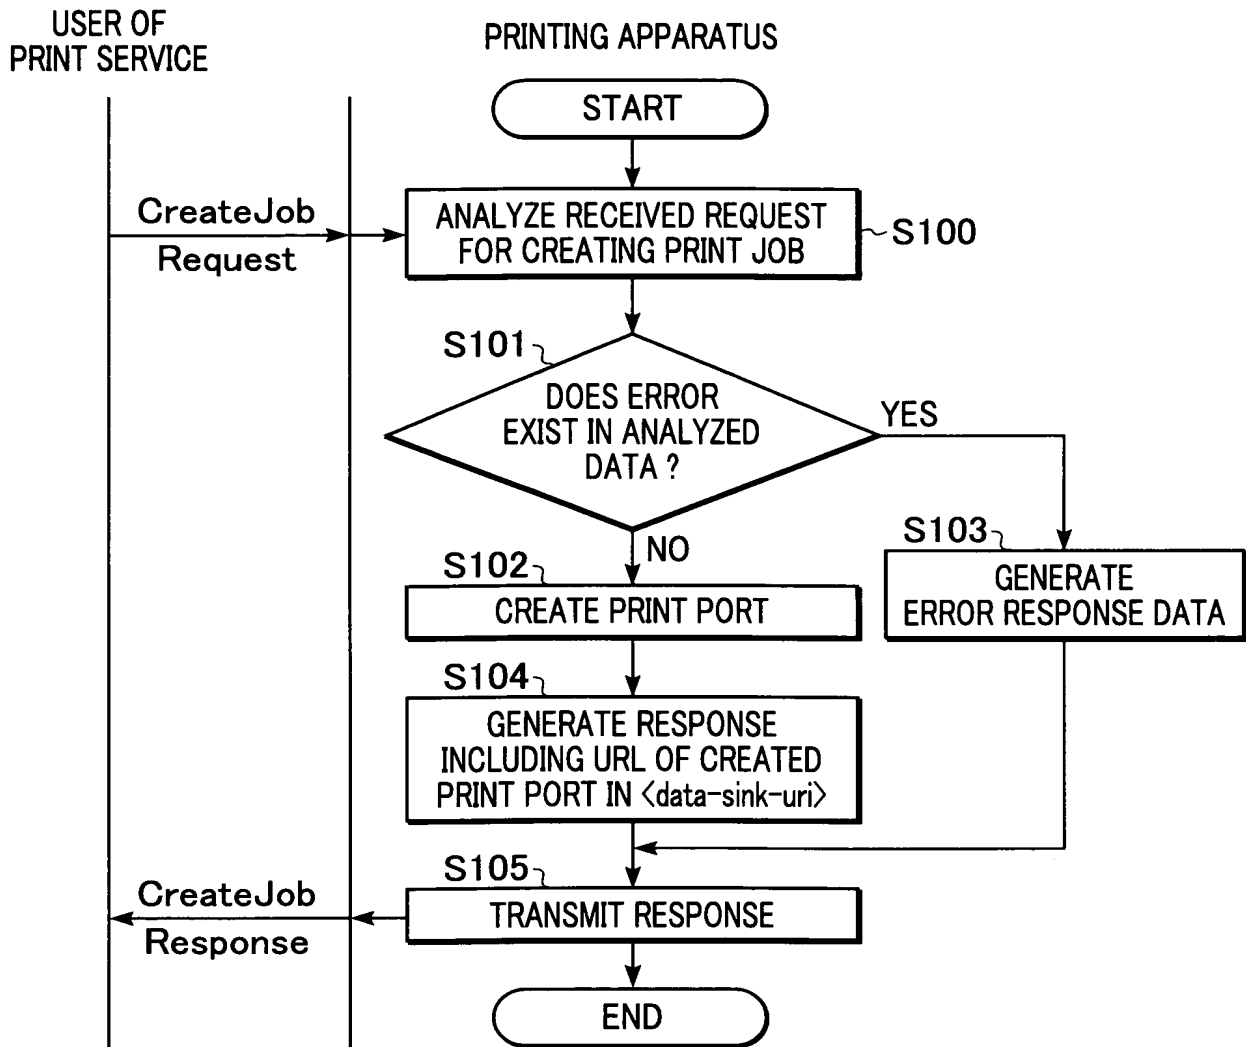 USER OF
PRINT SERVICE
PRINTING APPARATUS
START
CreateJob
Request
ANALYZE RECEIVED REQUEST
FOR CREATING PRINT JOB
S100
S101
DOES ERROR
EXIST IN ANALYZED
DATA ?
YES
NO
S103
GENERATE
ERROR RESPONSE DATA
S102
CREATE PRINT PORT
S104
GENERATE RESPONSE
INCLUDING URL OF CREATED
PRINT PORT IN <data-sink-uri>
S105
TRANSMIT RESPONSE
CreateJob
Response
END